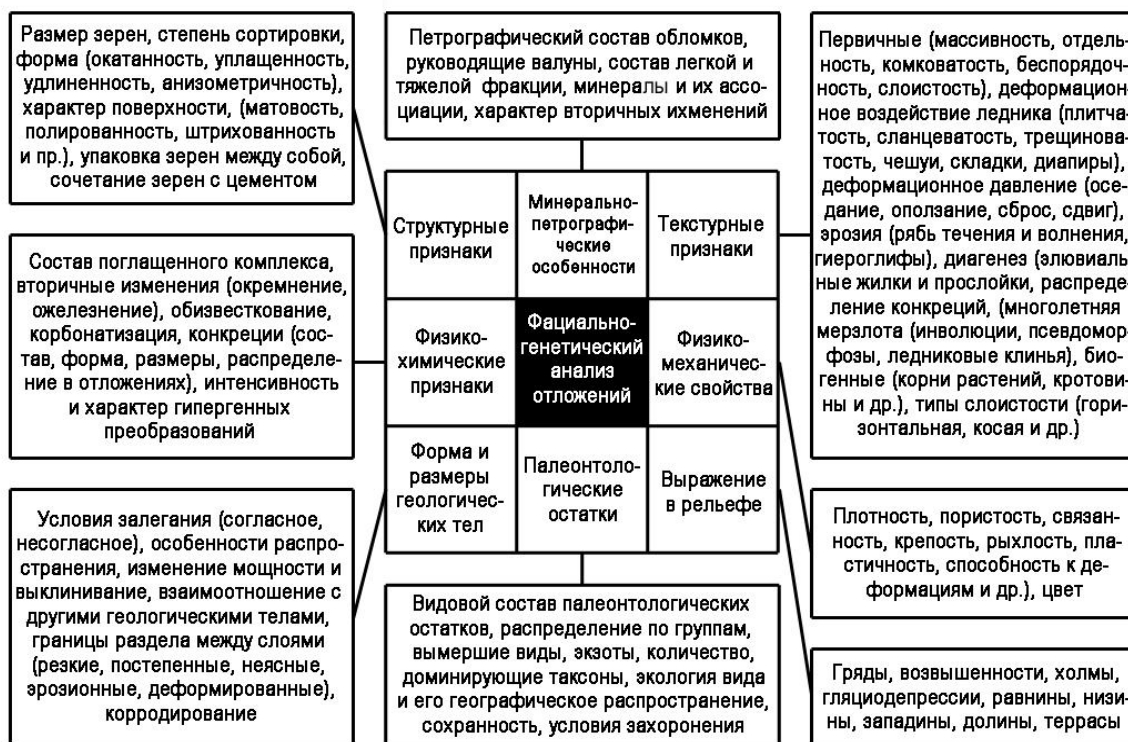 Размер зерен, степень сортировки,
форма (окатанность, уплащенность,
удлиненность, анизометричность),
характер поверхности, (матовость,
полированность, штрихованность
и пр.), упаковка зерен между собой,
сочетание зерен с цементом
Петрографический состав обломков,
руководящие валуны, состав легкой и
тяжелой фракции, минералы и их ассо-
циации, характер вторичных ихменений
Первичные (массивность, отдель-
ность, комковатость, беспорядоч-
ность, слоистость), деформацион-
ное воздействие ледника (плитча-
тость, сланцеватость, трещинова-
тость, чешуи, складки, диапиры),
деформационное давление (осе-
дание, оползание, сброс, сдвиг),
эрозия (рябь течения и волнения,
гиероглифы), диагенез (элювиаль-
ные жилки и прослойки, распреде-
ление конкреций, (многолетняя
мерзлота (инволюции, псевдомор-
фозы, ледниковые клинья), био-
генные (корни растений, кротови-
ны и др.), типы слоистости (гори-
зонтальная, косая и др.)
Структурные
признаки
Минерально-
петрографи-
ческие
особенности
Текстурные
признаки
Состав поглащенного комплекса,
вторичные изменения (окремнение,
ожелезнение), обизвесткование,
корбонатизация, конкреции (сос-
тав, форма, размеры, распределе-
ние в отложениях), интенсивность
и характер гипергенных
преобразований
Физико-
химические
признаки
Фациально-
генетический
анализ
отложений
Физико-
механичес-
кие свойства
Форма и
размеры
геологичес-
ких тел
Палеонтоло-
гические
остатки
Выражение
в рельефе
Условия залегания (согласное,
несогласное), особенности распро-
странения, изменение мощности и
выклинивание, взаимоотношение с
другими геологическими телами,
границы раздела между слоями
(резкие, постепенные, неясные,
эрозионные, деформированные),
корродирование
Видовой состав палеонтологических
остатков, распределение по группам,
вымершие виды, экзоты, количество,
доминирующие таксоны, экология вида
и его географическое распространение,
сохранность, условия захоронения
Плотность, пористость, связан-
ность, крепость, рыхлость, пла-
стичность, способность к де-
формациям и др.), цвет
Гряды, возвышенности, холмы,
гляциодепрессии, равнины, низи-
ны, западины, долины, террасы